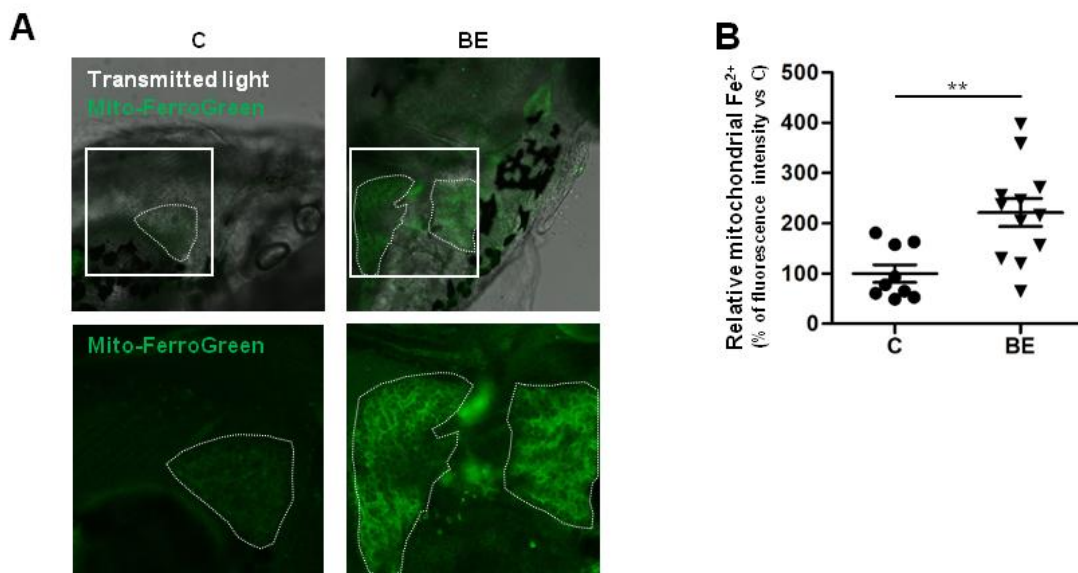 A
C
BE
Transmitted light
Mito-FerroGreen
Mito-FerroGreen
B
Relative mitochondrial Fe²⁺
(% of fluorescence intensity vs C)
500
400
300
200
100
0
**
C
BE